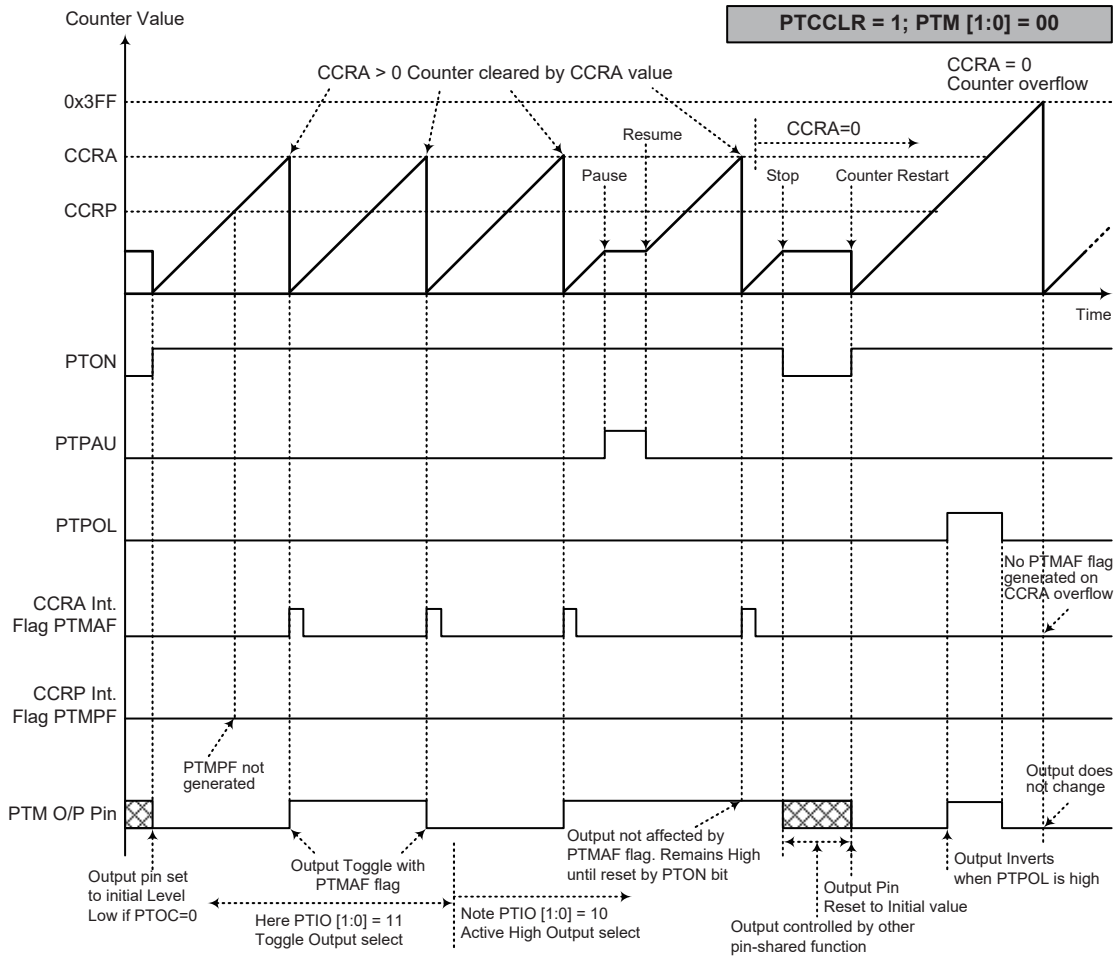 Counter Value
PTCCLR = 1; PTM [1:0] = 00
CCRA > 0 Counter cleared by CCRA value
CCRA = 0
Counter overflow
0x3FF
CCRA
CCRP
Resume
CCRA=0
Pause
Stop
Counter Restart
Time
PTON
PTPAU
PTPOL
No PTMAF flag
generated on
CCRA overflow
CCRA Int.
Flag PTMAF
CCRP Int.
Flag PTMPF
PTMPF not
generated
Output does
not change
PTM O/P Pin
Output pin set
to initial Level
Low if PTOC=0
Output Toggle with
PTMAF flag
Output not affected by
PTMAF flag. Remains High
until reset by PTON bit
Output Inverts
when PTPOL is high
Output Pin
Reset to Initial value
Here PTIO [1:0] = 11
Toggle Output select
Note PTIO [1:0] = 10
Active High Output select
Output controlled by other
pin-shared function